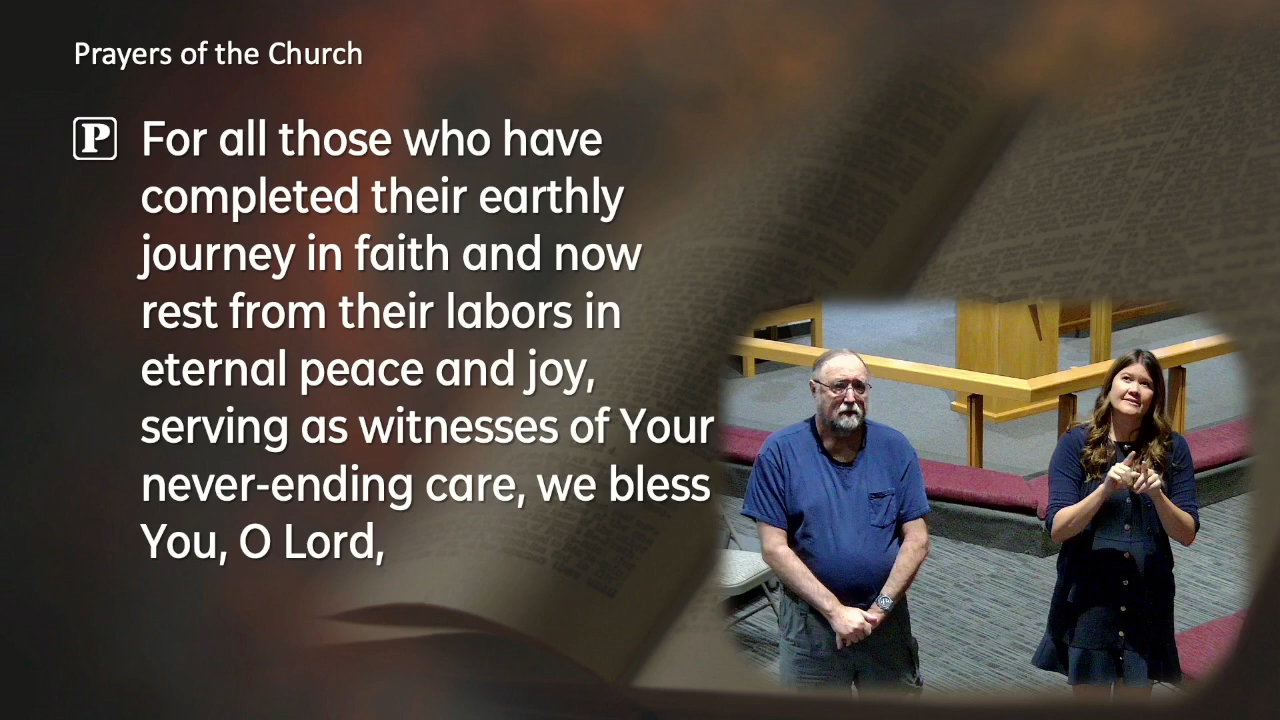 Prayers of the Church
P For all those who have
completed their earthly
journey in faith and now
rest from their labors in
eternal peace and joy,
serving as witnesses of Your
never-ending care, we bless
You, O Lord,